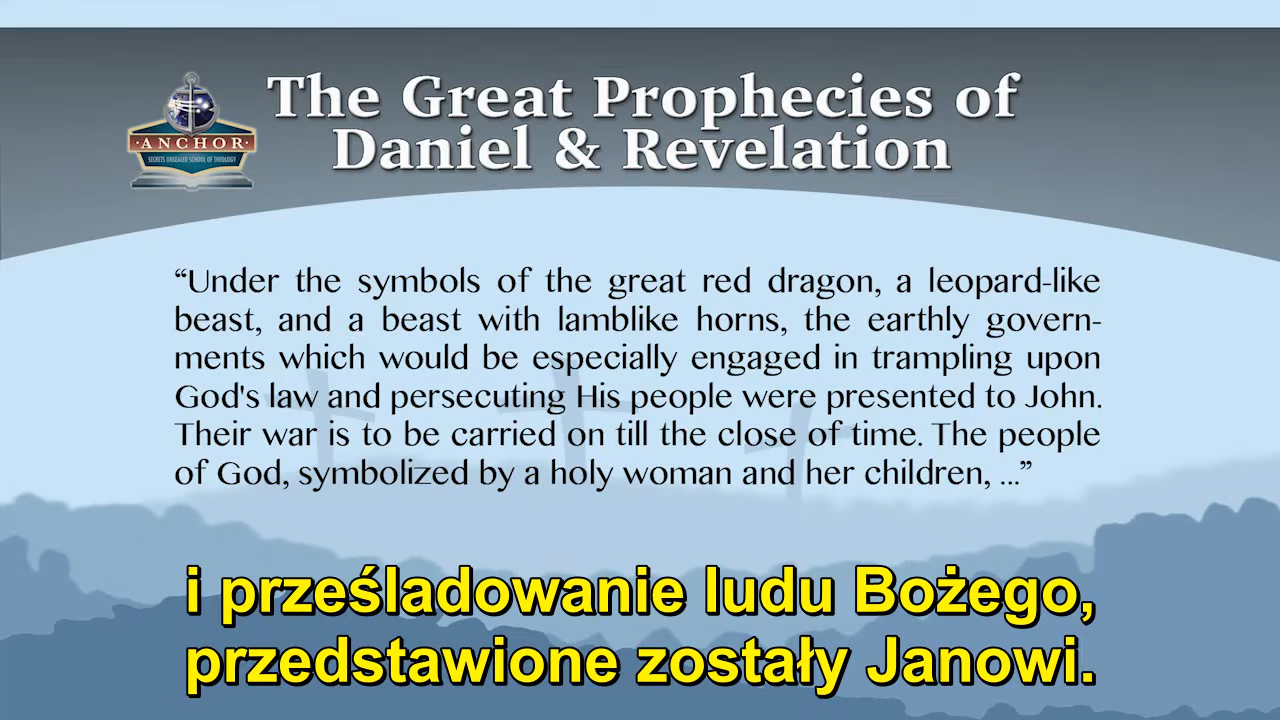 The Great Prophecies of
Daniel & Revelation
·ANCHOR·
SECRETS UNSEALED SCHOOL OF THEOLOGY
“Under the symbols of the great red dragon, a leopard-like
beast, and a beast with lamblike horns, the earthly govern-
ments which would be especially engaged in trampling upon
God's law and persecuting His people were presented to John.
Their war is to be carried on till the close of time. The people
of God, symbolized by a holy woman and her children, ...”
i prześladowanie ludu Bożego,
przedstawione zostały Janowi.